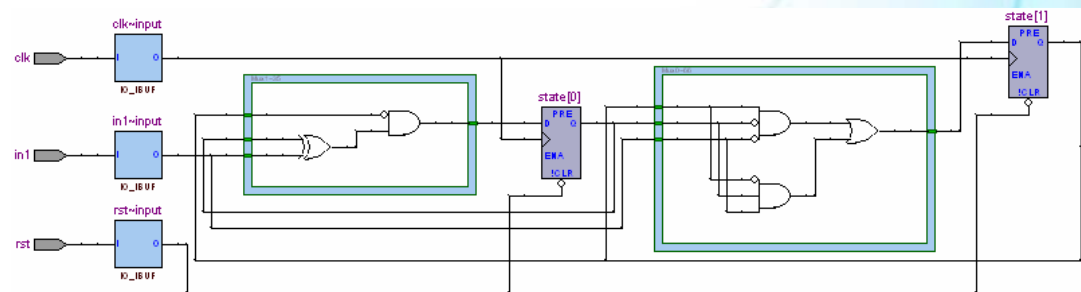 clk~input
clk
I
O
IO_IBUF
in1~input
in1
I
O
IO_IBUF
rst~input
rst
I
O
IO_IBUF
state[0]
PRE
D
Q
ENA
!CLR
state[1]
PRE
D
Q
ENA
!CLR